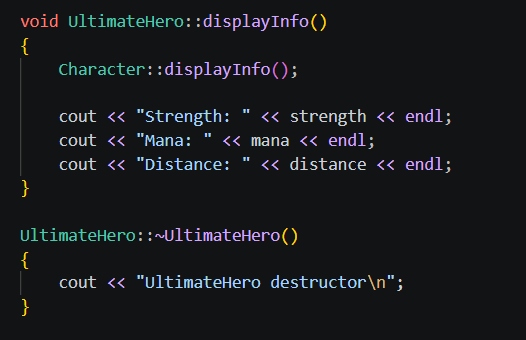 void UltimateHero::displayInfo()
{
    Character::displayInfo();

    cout << "Strength: " << strength << endl;
    cout << "Mana: " << mana << endl;
    cout << "Distance: " << distance << endl;
}

UltimateHero::~UltimateHero()
{
    cout << "UltimateHero destructor\n";
}